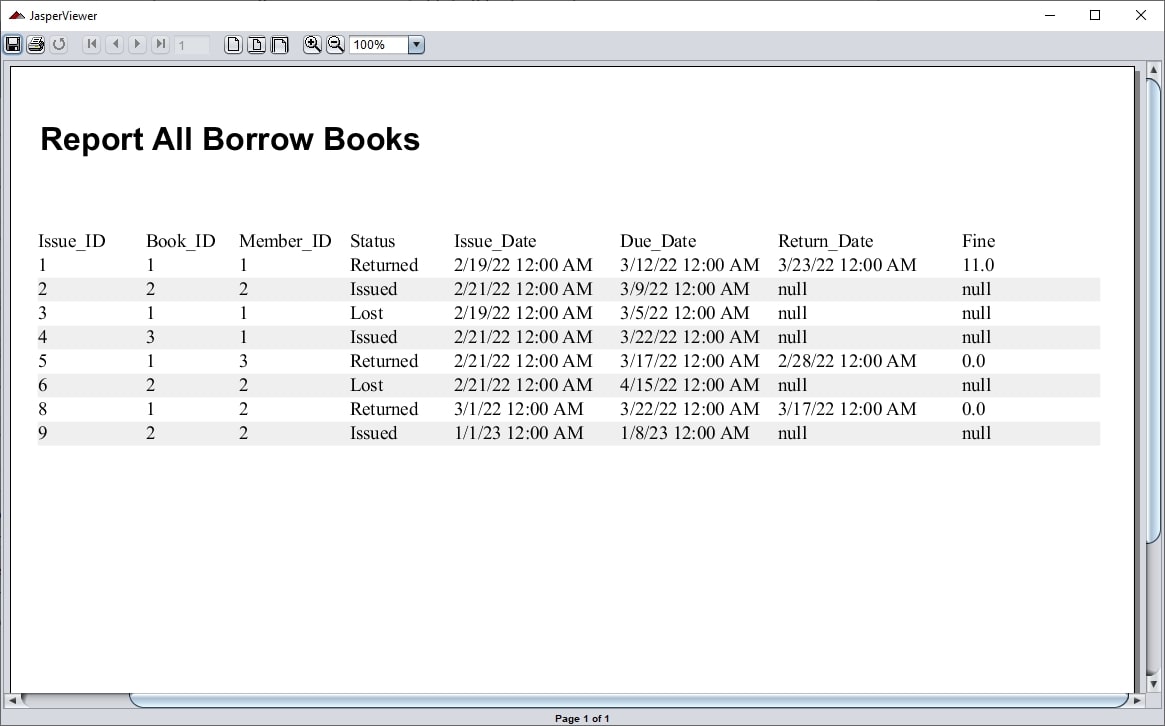 JasperViewer
1 100%
Report All Borrow Books
Issue_ID Book_ID Member_ID Status Issue_Date Due_Date Return_Date Fine
1 1 1 Returned 2/19/22 12:00 AM 3/12/22 12:00 AM 3/23/22 12:00 AM 11.0
2 2 2 Issued 2/21/22 12:00 AM 3/9/22 12:00 AM null null
3 1 1 Lost 2/19/22 12:00 AM 3/5/22 12:00 AM null null
4 3 1 Issued 2/21/22 12:00 AM 3/22/22 12:00 AM null null
5 1 3 Returned 2/21/22 12:00 AM 3/17/22 12:00 AM 2/28/22 12:00 AM 0.0
6 2 2 Lost 2/21/22 12:00 AM 4/15/22 12:00 AM null null
8 1 2 Returned 3/1/22 12:00 AM 3/22/22 12:00 AM 3/17/22 12:00 AM 0.0
9 2 2 Issued 1/1/23 12:00 AM 1/8/23 12:00 AM null null
Page 1 of 1